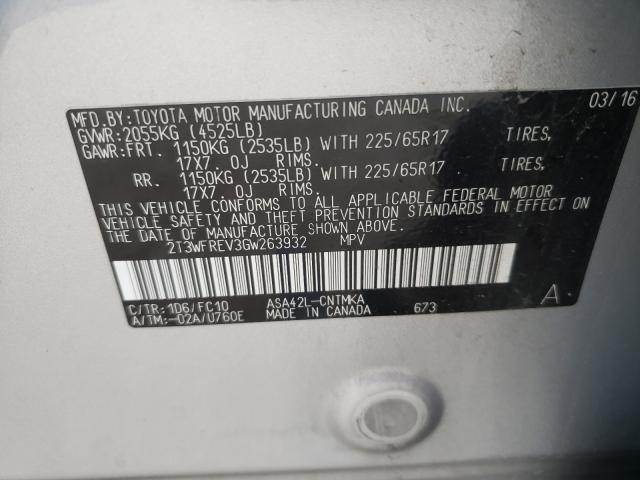 MFD.BY:TOYOTA MOTOR MANUFACTURING CANADA INC. 03/16
GVWR:2055KG (4525LB)
GAWR:FRT. 1150KG (2535LB) WITH 225/65R17 TIRES,
17X7.0J RIMS.
RR. 1150KG (2535LB) WITH 225/65R17 TIRES,
17X7.0J RIMS.
THIS VEHICLE CONFORMS TO ALL APPLICABLE FEDERAL MOTOR
VEHICLE SAFETY AND THEFT PREVENTION STANDARDS IN EFFECT ON
THE DATE OF MANUFACTURE SHOWN ABOVE.
2T3WFREV3GW263932 MPV
C/TR:1D6/FC10 ASA42L-CNTMKA A
A/TM:-02A/U760E MADE IN CANADA 673